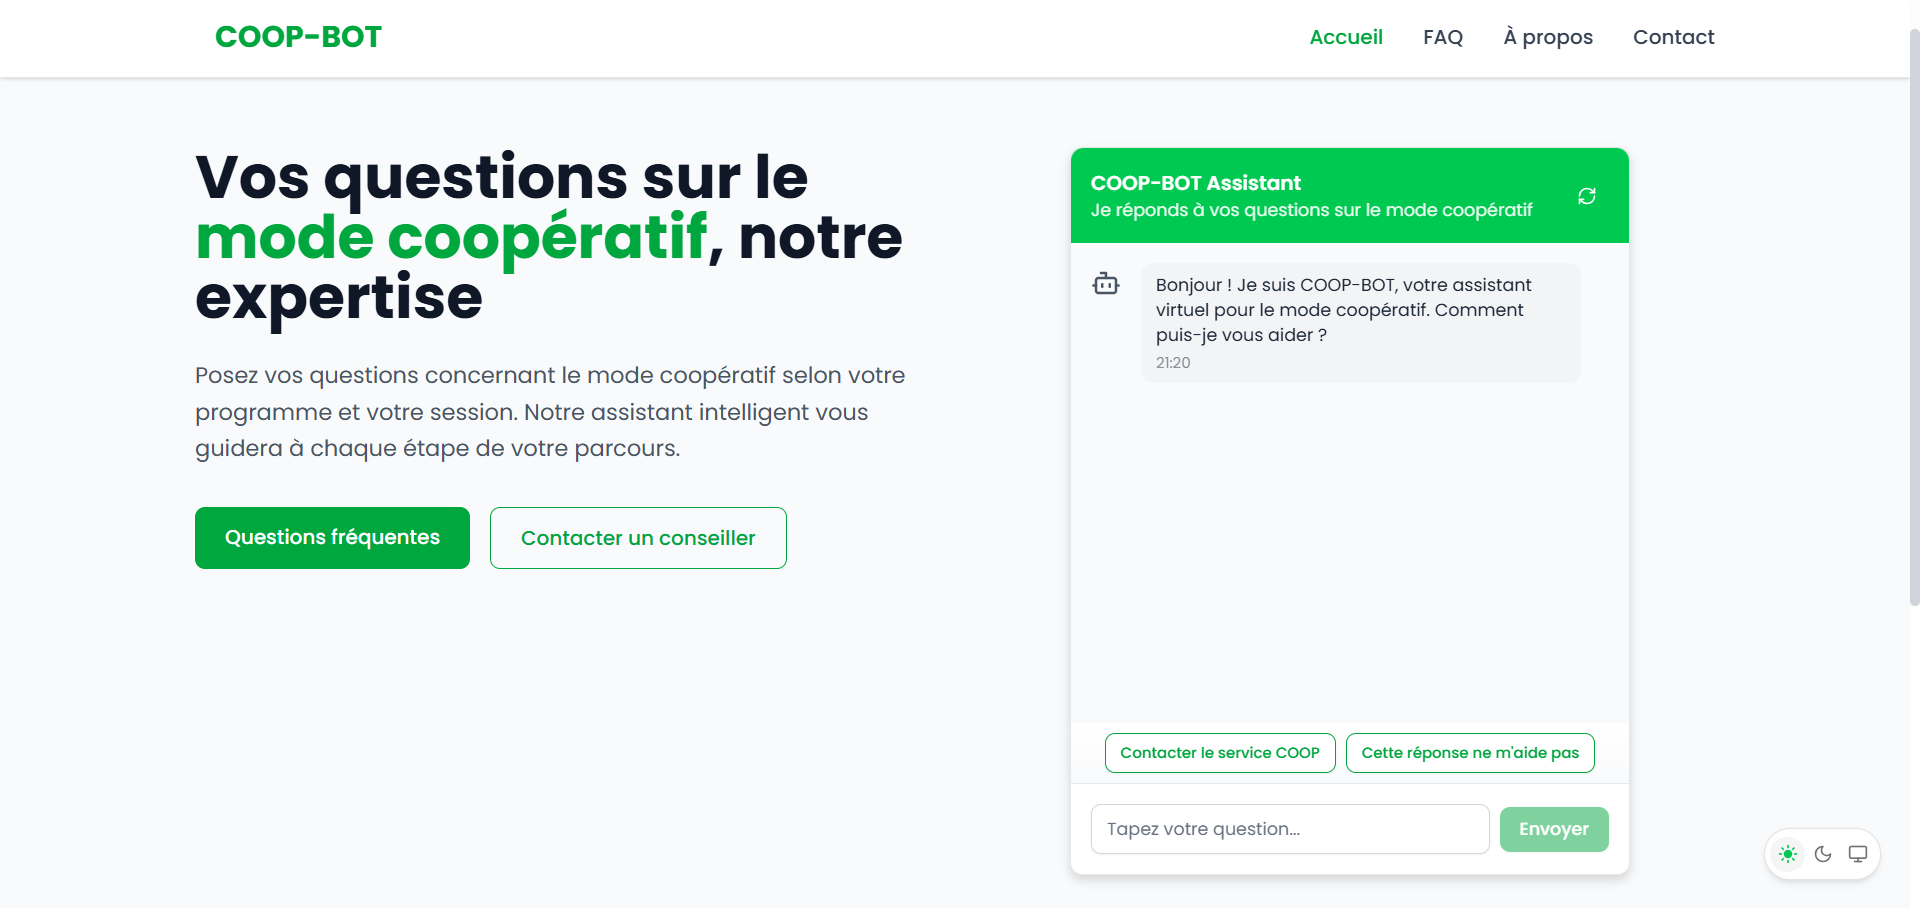 COOP-BOT
Accueil
FAQ
À propos
Contact
Vos questions sur le
mode coopératif, notre
expertise
Posez vos questions concernant le mode coopératif selon votre
programme et votre session. Notre assistant intelligent vous
guidera à chaque étape de votre parcours.
Questions fréquentes
Contacter un conseiller
COOP-BOT Assistant
Je réponds à vos questions sur le mode coopératif
Bonjour ! Je suis COOP-BOT, votre assistant
virtuel pour le mode coopératif. Comment
puis-je vous aider ?
21:20
Contacter le service COOP
Cette réponse ne m'aide pas
Tapez votre question...
Envoyer